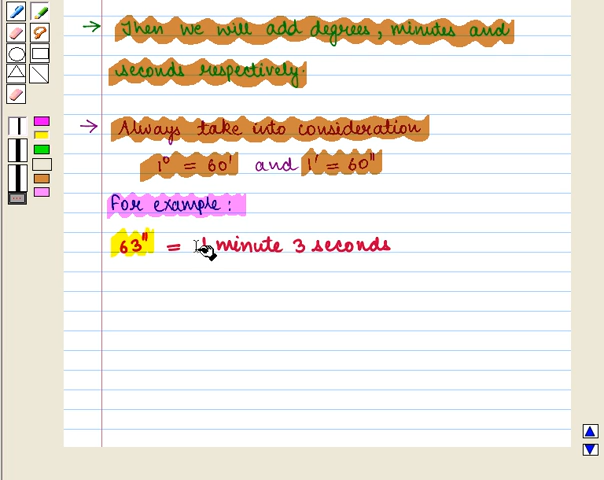 → Then we will add degrees, minutes and
seconds respectively.
→ Always take into consideration
1° = 60' and 1' = 60"
For example :
63" = 1 minute 3 seconds